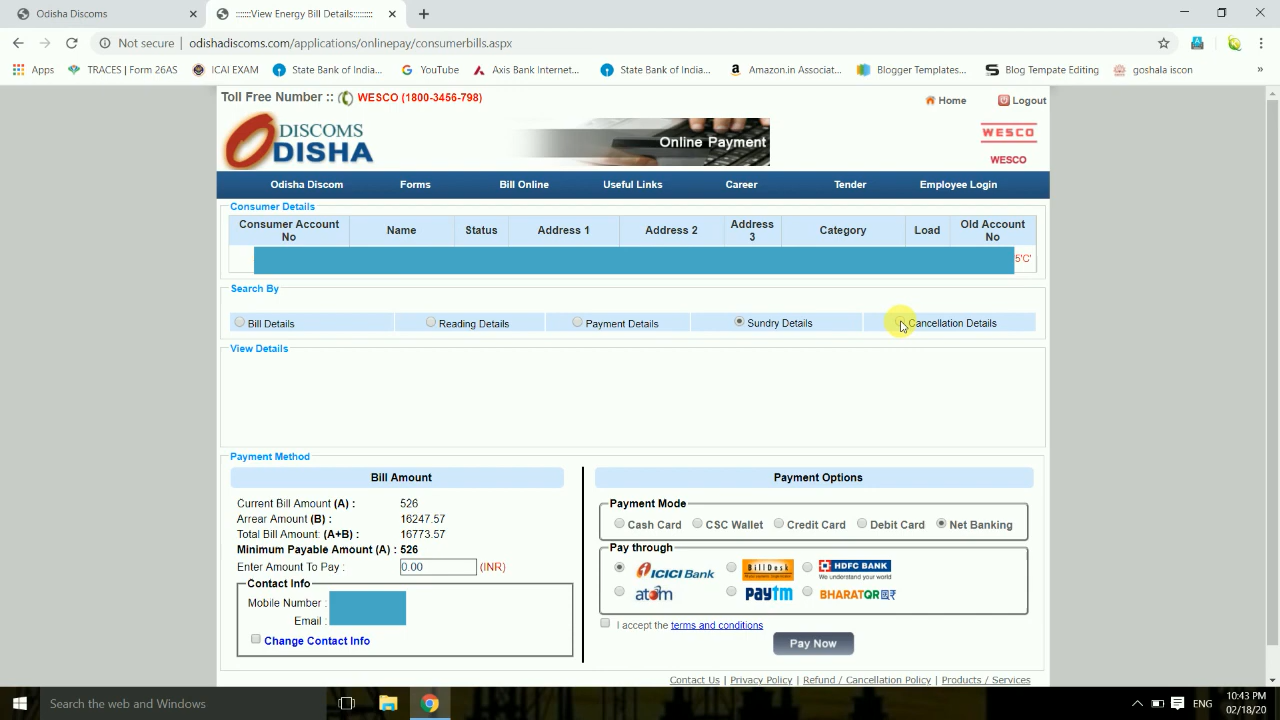 Odisha Discoms
::::::View Energy Bill Details::::::::
Not secure | odishadiscoms.com/applications/onlinepay/consumerbills.aspx
Apps TRACES | Form 26AS ICAI EXAM State Bank of India... YouTube Axis Bank Internet... State Bank of India... Amazon.in Associat... Blogger Templates... Blog Tempate Editing goshala iscon »
Toll Free Number :: WESCO (1800-3456-798) Home Logout
DISCOMS
ODISHA
Online Payment
WESCO
WESCO
Odisha Discom Forms Bill Online Useful Links Career Tender Employee Login
Consumer Details
Consumer Account No Name Status Address 1 Address 2 Address 3 Category Load Old Account No
5'C'
Search By
Bill Details Reading Details Payment Details Sundry Details Cancellation Details
View Details
Payment Method
Bill Amount Payment Options
Current Bill Amount (A) : 526
Arrear Amount (B) : 16247.57
Total Bill Amount: (A+B) : 16773.57
Minimum Payable Amount (A) : 526
Enter Amount To Pay : 0.00 (INR)
Contact Info
Mobile Number :
Email :
Change Contact Info
Payment Mode
Cash Card CSC Wallet Credit Card Debit Card Net Banking
Pay through
ICICI Bank BillDesk HDFC BANK
We understand your world
atom paytm BHARATQR
I accept the terms and conditions
Pay Now
Contact Us | Privacy Policy | Refund / Cancellation Policy | Products / Services
Search the web and Windows
ENG
10:43 PM
02/18/20